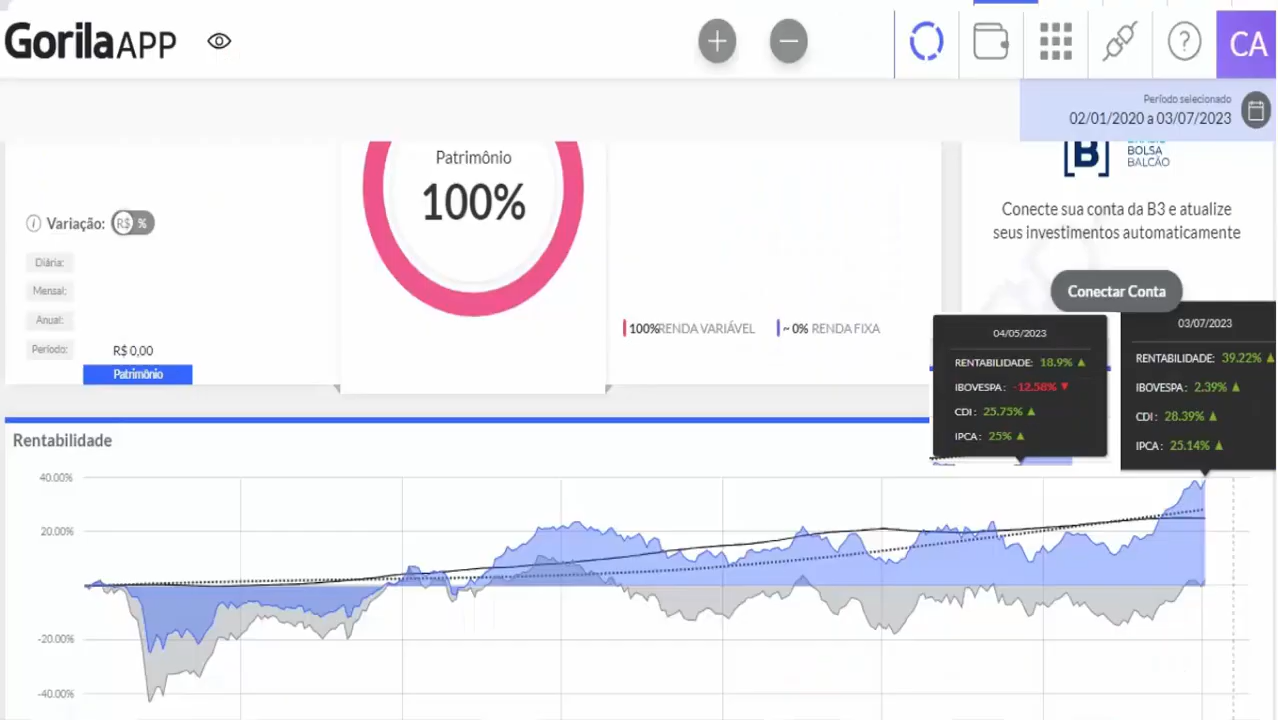 GorilaAPP
?
CA
Período selecionado
02/01/2020 a 03/07/2023
Patrimônio
100%
B
BOLSA
BALCÃO
Conecte sua conta da B3 e atualize
seus investimentos automaticamente
Conectar Conta
Variação: R$ %
Diária:
Mensal:
Anual:
Período: R$ 0,00
Patrimônio
100% RENDA VARIÁVEL ~ 0% RENDA FIXA
04/05/2023
RENTABILIDADE: 18.9%
IBOVESPA: -12.58%
CDI: 25.75%
IPCA: 25%
03/07/2023
RENTABILIDADE: 39.22%
IBOVESPA: 2.39%
CDI: 28.39%
IPCA: 25.14%
Rentabilidade
40.00%
20.00%
0.00%
-20.00%
-40.00%